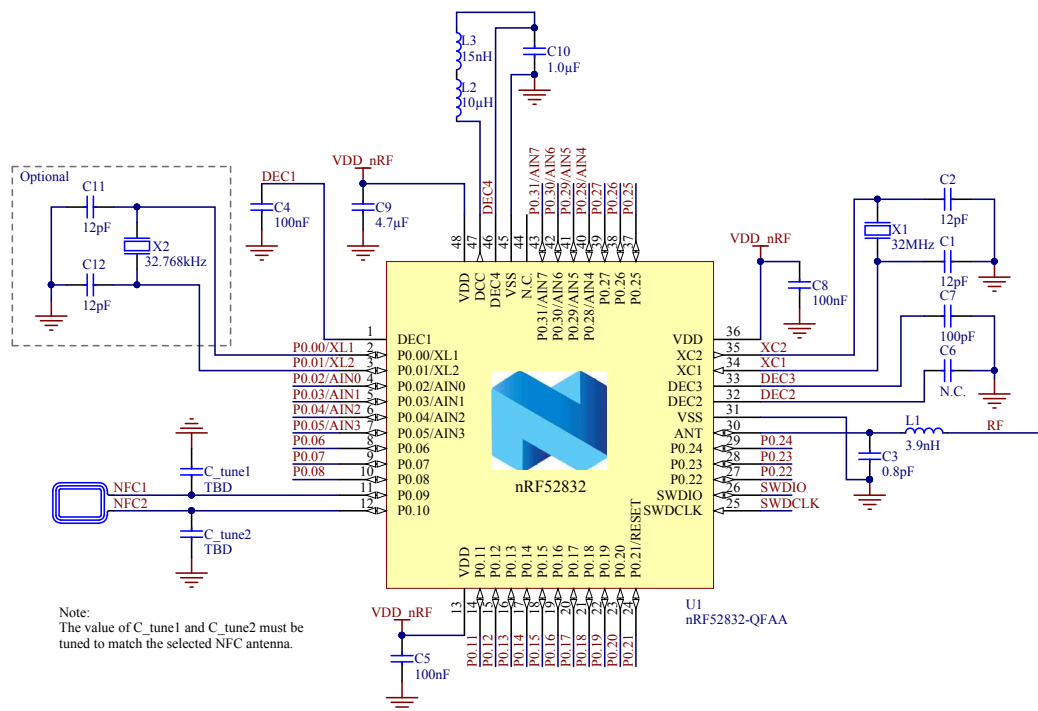 L3
15nH
L2
10µH
C10
1.0µF
Optional
C11
12pF
X2
32.768kHz
C12
12pF
DEC1
C4
100nF
VDD_nRF
C9
4.7µF
DEC4
P0.31/AIN7
P0.30/AIN6
P0.29/AIN5
P0.28/AIN4
P0.27
P0.26
P0.25
48
47
46
45
44
43
42
41
40
39
38
37
VDD
DCC
DEC4
VSS
N.C.
P0.31/AIN7
P0.30/AIN6
P0.29/AIN5
P0.28/AIN4
P0.27
P0.26
P0.25
C2
12pF
X1
32MHz
C1
12pF
VDD_nRF
C8
100nF
C7
100pF
C6
N.C.
1 DEC1
P0.00/XL1 2 P0.00/XL1
P0.01/XL2 3 P0.01/XL2
P0.02/AIN0 4 P0.02/AIN0
P0.03/AIN1 5 P0.03/AIN1
P0.04/AIN2 6 P0.04/AIN2
P0.05/AIN3 7 P0.05/AIN3
P0.06 8 P0.06
P0.07 9 P0.07
P0.08 10 P0.08
NFC1 11 P0.09
NFC2 12 P0.10
C_tune1
TBD
C_tune2
TBD
nRF52832
VDD 36
XC2 35 XC2
XC1 34 XC1
DEC3 33 DEC3
DEC2 32 DEC2
VSS 31
ANT 30
P0.24 29 P0.24
P0.23 28 P0.23
P0.22 27 P0.22
SWDIO 26 SWDIO
SWDCLK 25 SWDCLK
L1
3.9nH
RF
C3
0.8pF
VDD
P0.11
P0.12
P0.13
P0.14
P0.15
P0.16
P0.17
P0.18
P0.19
P0.20
P0.21/RESET
13
14
15
16
17
18
19
20
21
22
23
24
P0.11
P0.12
P0.13
P0.14
P0.15
P0.16
P0.17
P0.18
P0.19
P0.20
P0.21
U1
nRF52832-QFAA
VDD_nRF
C5
100nF
Note:
The value of C_tune1 and C_tune2 must be
tuned to match the selected NFC antenna.